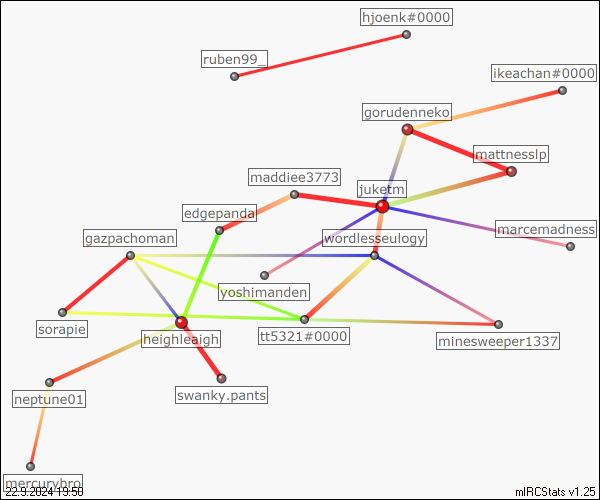 hjoenk#0000
ruben99_
ikeachan#0000
gorudenneko
mattnesslp
maddiee3773
juketm
edgepanda
marcemadness
gazpachoman
wordlesseulogy
yoshimanden
sorapie
heighleaigh
tt5321#0000
minesweeper1337
swanky.pants
neptune01
mercurybro
22.9.2024 19:50
mIRCStats v1.25